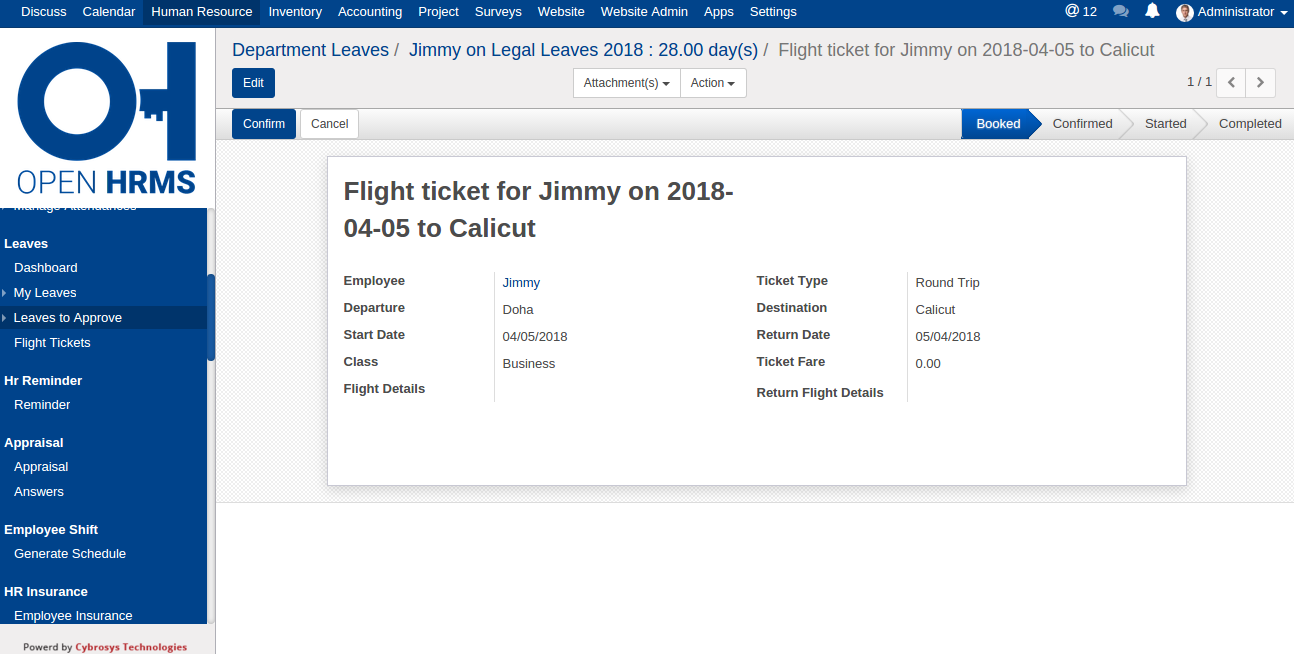 Discuss Calendar Human Resource Inventory Accounting Project Surveys Website Website Admin Apps Settings @ 12 Administrator
OPEN HRMS
Manage Attendances
Leaves
Dashboard
My Leaves
Leaves to Approve
Flight Tickets
Hr Reminder
Reminder
Appraisal
Appraisal
Answers
Employee Shift
Generate Schedule
HR Insurance
Employee Insurance
Powerd by Cybrosys Technologies
Department Leaves / Jimmy on Legal Leaves 2018 : 28.00 day(s) / Flight ticket for Jimmy on 2018-04-05 to Calicut
Edit Attachment(s) Action 1 / 1
Confirm Cancel Booked Confirmed Started Completed
Flight ticket for Jimmy on 2018-
04-05 to Calicut
Employee Jimmy Ticket Type Round Trip
Departure Doha Destination Calicut
Start Date 04/05/2018 Return Date 05/04/2018
Class Business Ticket Fare 0.00
Flight Details Return Flight Details